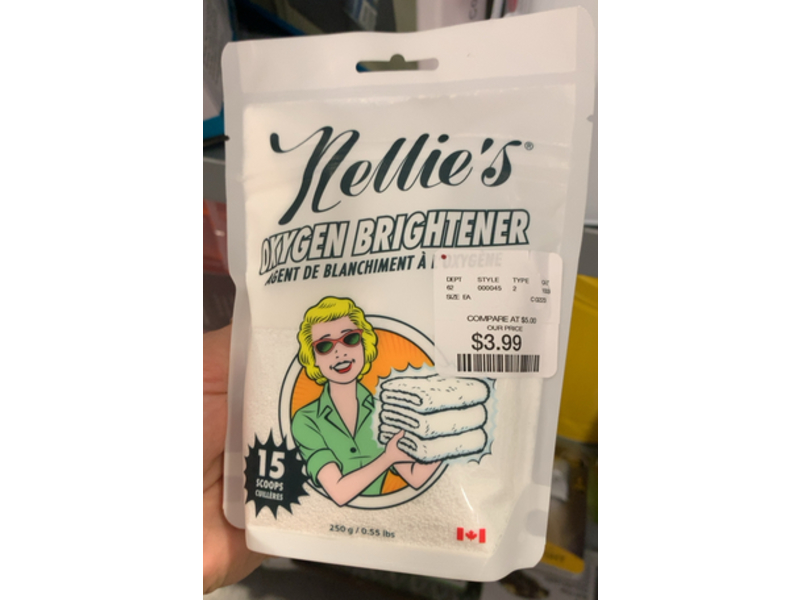 Nellie's®
OXYGEN BRIGHTENER
AGENT DE BLANCHIMENT À L'OXYGÈNE
DEPT STYLE TYPE
62 000045 2
SIZE EA
COMPARE AT $5.00
OUR PRICE
$3.99
15
SCOOPS
CUILLÈRES
250 g / 0.55 lbs